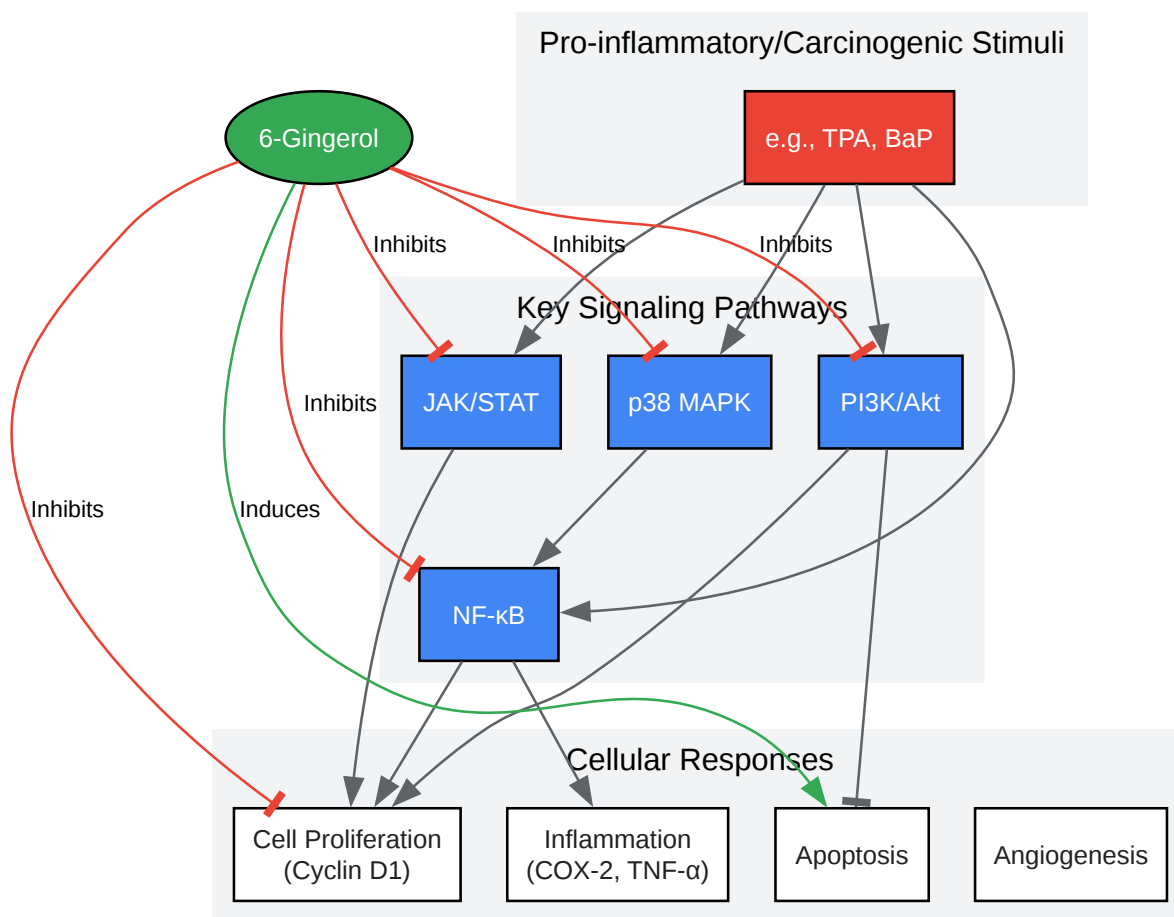 Pro-inflammatory/Carcinogenic Stimuli
6-Gingerol
e.g., TPA, BaP
Inhibits
Inhibits
Inhibits
Key Signaling Pathways
JAK/STAT
p38 MAPK
PI3K/Akt
Inhibits
Inhibits
Induces
NF-κB
Cellular Responses
Cell Proliferation
(Cyclin D1)
Inflammation
(COX-2, TNF-α)
Apoptosis
Angiogenesis